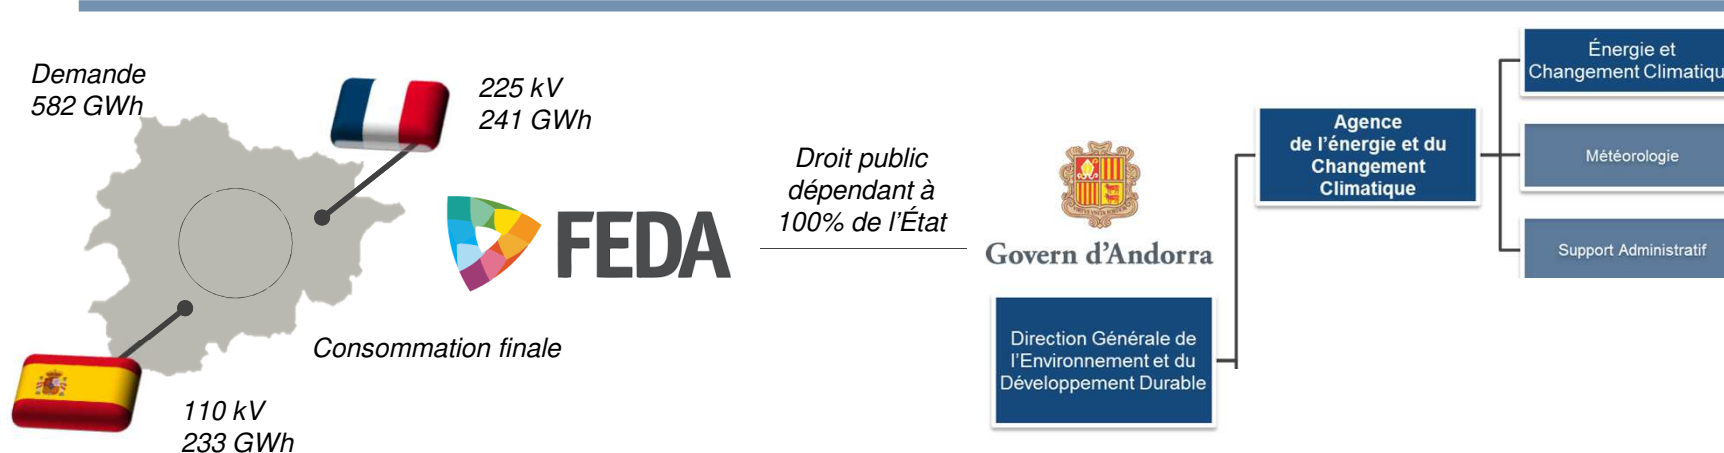 Demande
582 GWh
225 kV
241 GWh
FEDA
Consommation finale
110 kV
233 GWh
Droit public
dépendant à
100% de l'État
Govern d'Andorra
Direction Générale de
l'Environnement et du
Développement Durable
Agence
de l'énergie et du
Changement
Climatique
Énergie et
Changement Climatiqu
Météorologie
Support Administratif